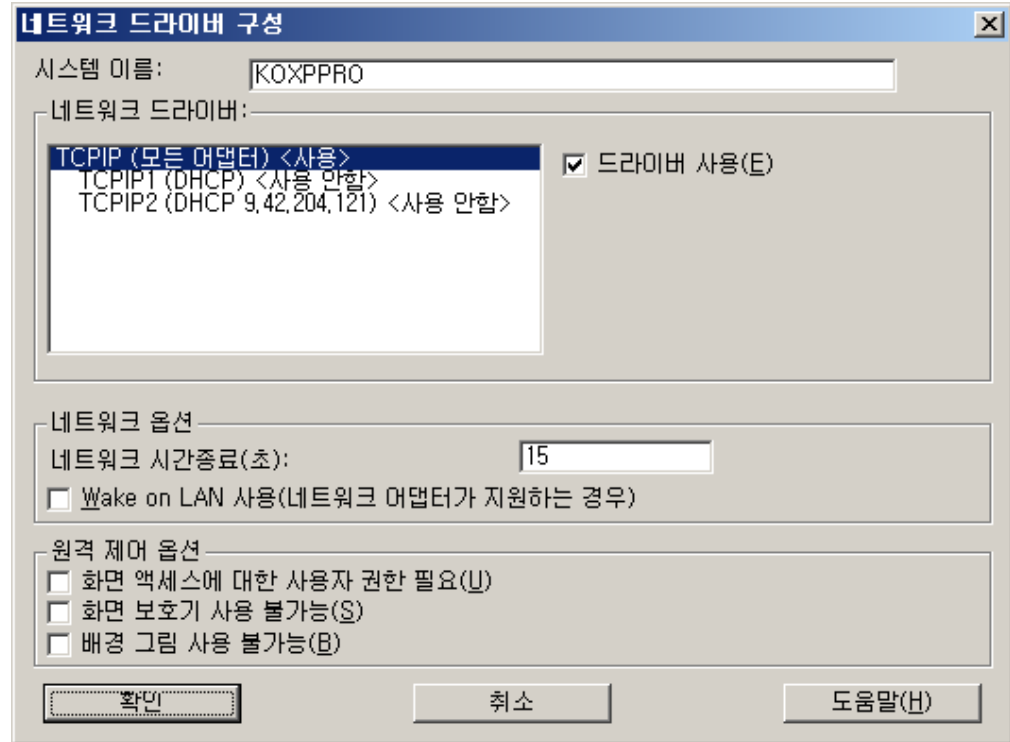 네트워크 드라이버 구성
시스템 이름: KOXPPRO
네트워크 드라이버:
TCPIP (모든 어댑터) <사용>
TCPIP1 (DHCP) <사용 안함>
TCPIP2 (DHCP 9,42,204,121) <사용 안함>
드라이버 사용(E)
네트워크 옵션
네트워크 시간종료(초): 15
Wake on LAN 사용(네트워크 어댑터가 지원하는 경우)
원격 제어 옵션
화면 액세스에 대한 사용자 권한 필요(U)
화면 보호기 사용 불가능(S)
배경 그림 사용 불가능(B)
확인 취소 도움말(H)